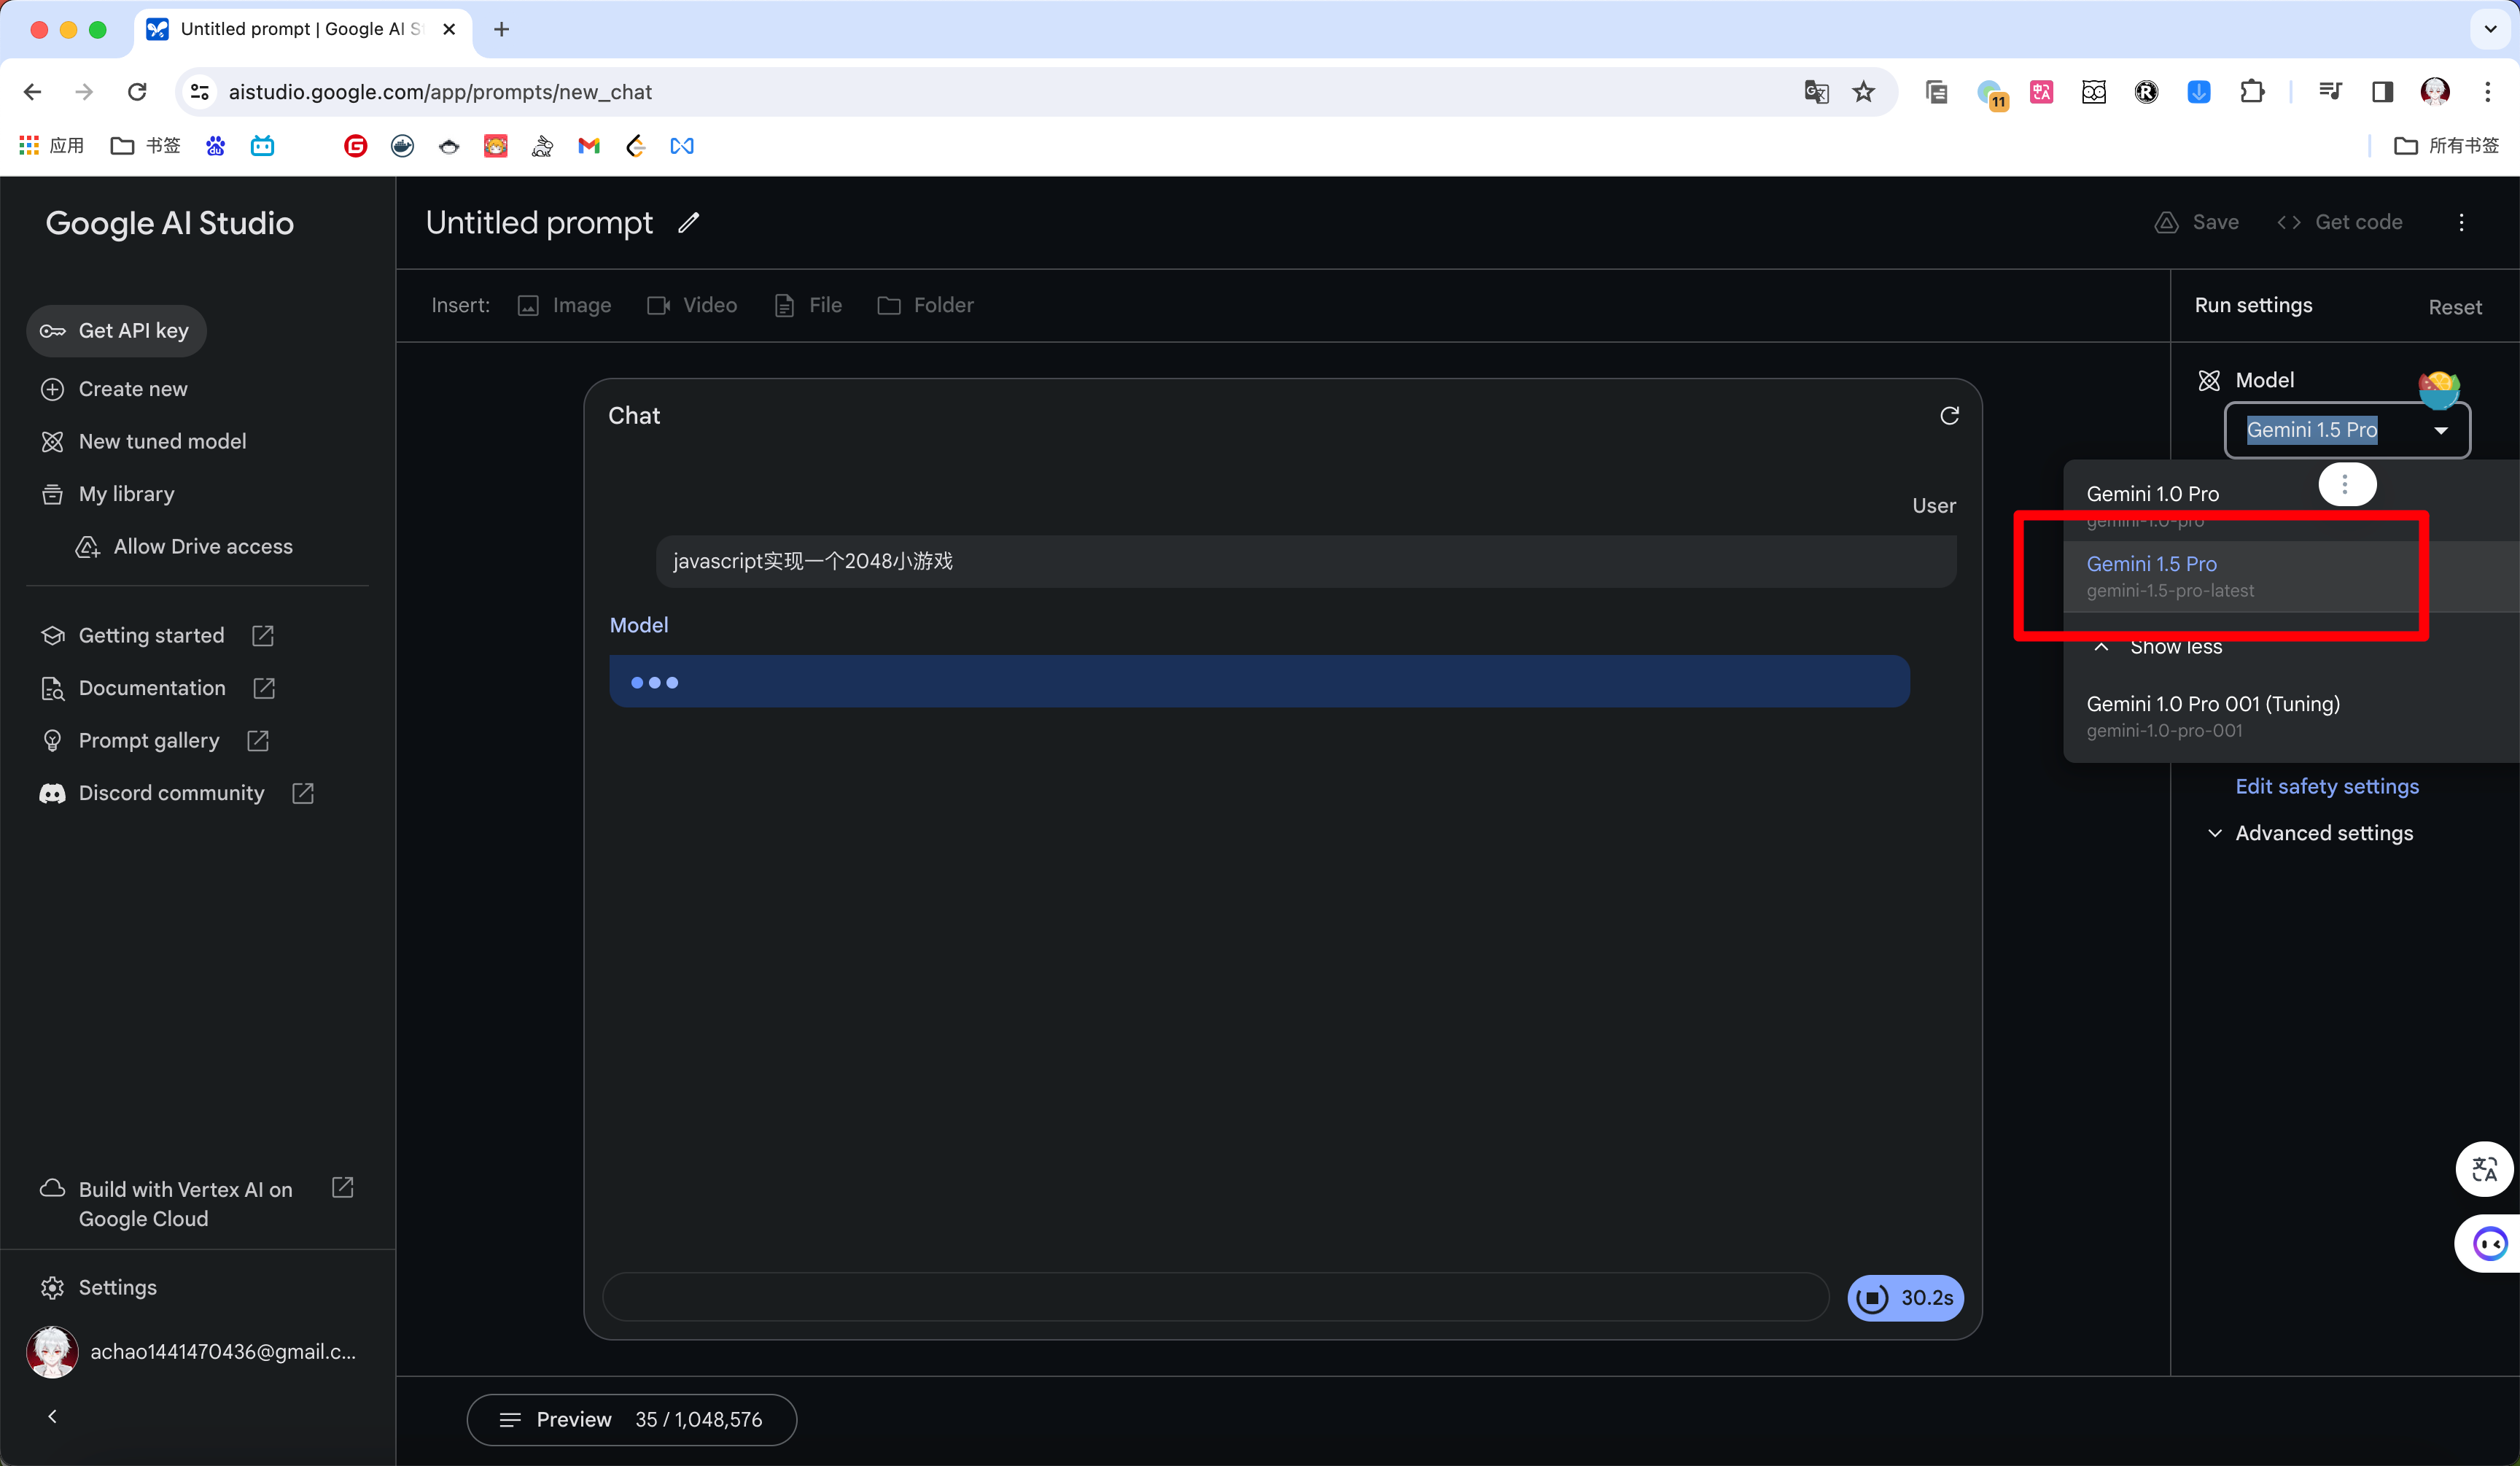 Untitled prompt | Google AI S
aistudio.google.com/app/prompts/new_chat
11
应用
书签
所有书签
Google AI Studio
Get API key
Create new
New tuned model
My library
Allow Drive access
Getting started
Documentation
Prompt gallery
Discord community
Build with Vertex AI on
Google Cloud
Settings
achao1441470436@gmail.c...
Untitled prompt
Save
Get code
Insert:
Image
Video
File
Folder
Chat
User
javascript实现一个2048小游戏
Model
30.2s
Preview
35 / 1,048,576
Run settings
Reset
Model
Gemini 1.5 Pro
Gemini 1.0 Pro
gemini-1.0-pro
Gemini 1.5 Pro
gemini-1.5-pro-latest
Show less
Gemini 1.0 Pro 001 (Tuning)
gemini-1.0-pro-001
Edit safety settings
Advanced settings